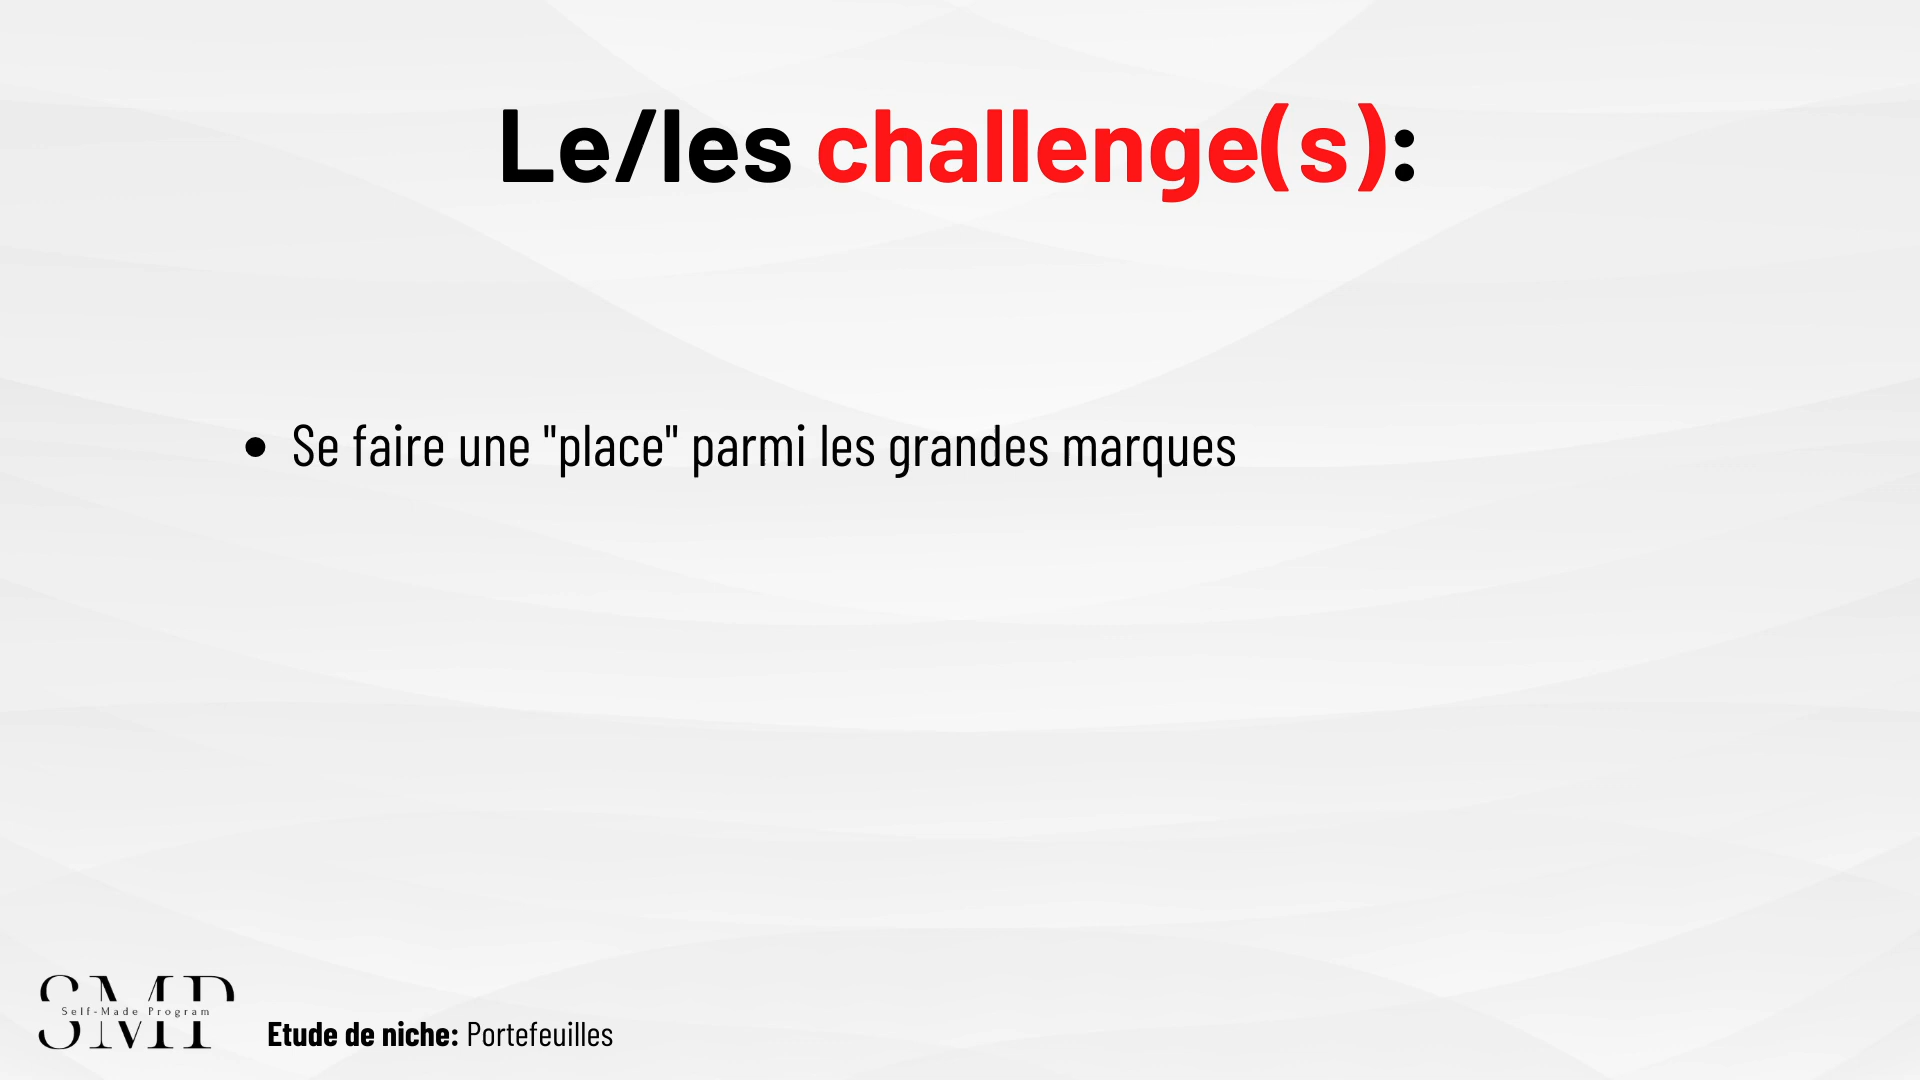 Le/les challenge(s):
• Se faire une "place" parmi les grandes marques
SMP
Self-Made Program
Etude de niche: Portefeuilles